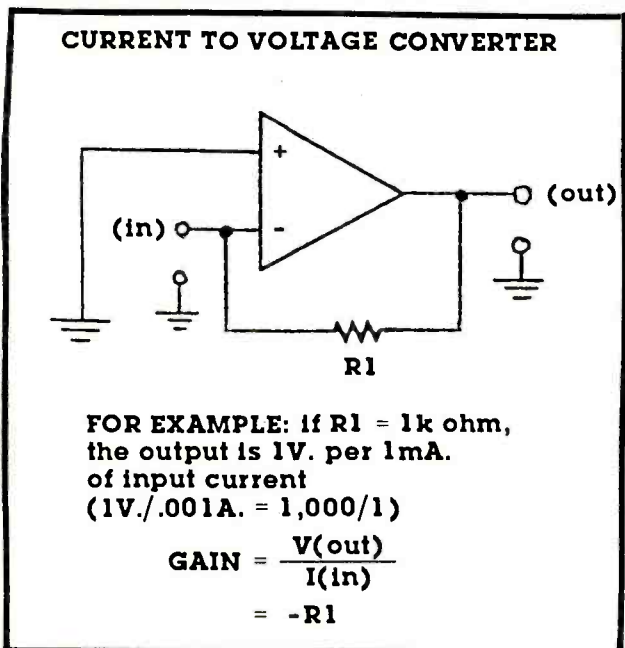 CURRENT TO VOLTAGE CONVERTER
+
(in)
-
(out)
R1
FOR EXAMPLE: if R1 = 1k ohm,
the output is 1V. per 1mA.
of input current
(1V./.001A. = 1,000/1)
GAIN = V(out)
I(in)
= -R1